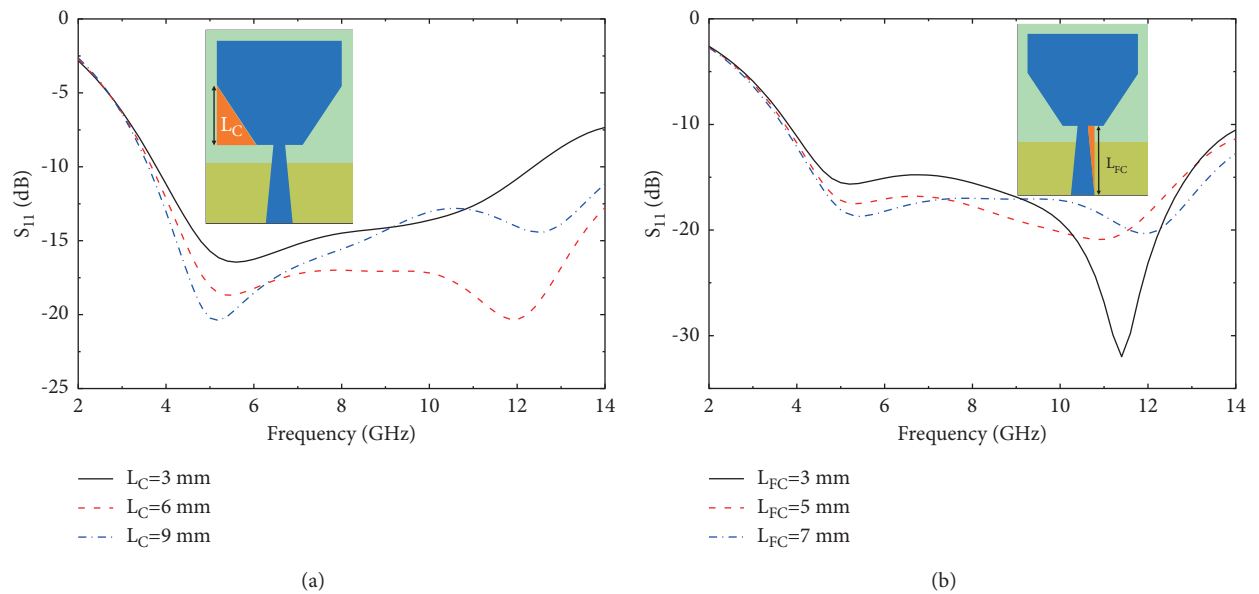 0
-5
-10
-15
-20
-25
S11 (dB)
2 4 6 8 10 12 14
Frequency (GHz)
LC
LC=3 mm
LC=6 mm
LC=9 mm
(a)
0
-10
-20
-30
S11 (dB)
2 4 6 8 10 12 14
Frequency (GHz)
LFC
LFC=3 mm
LFC=5 mm
LFC=7 mm
(b)